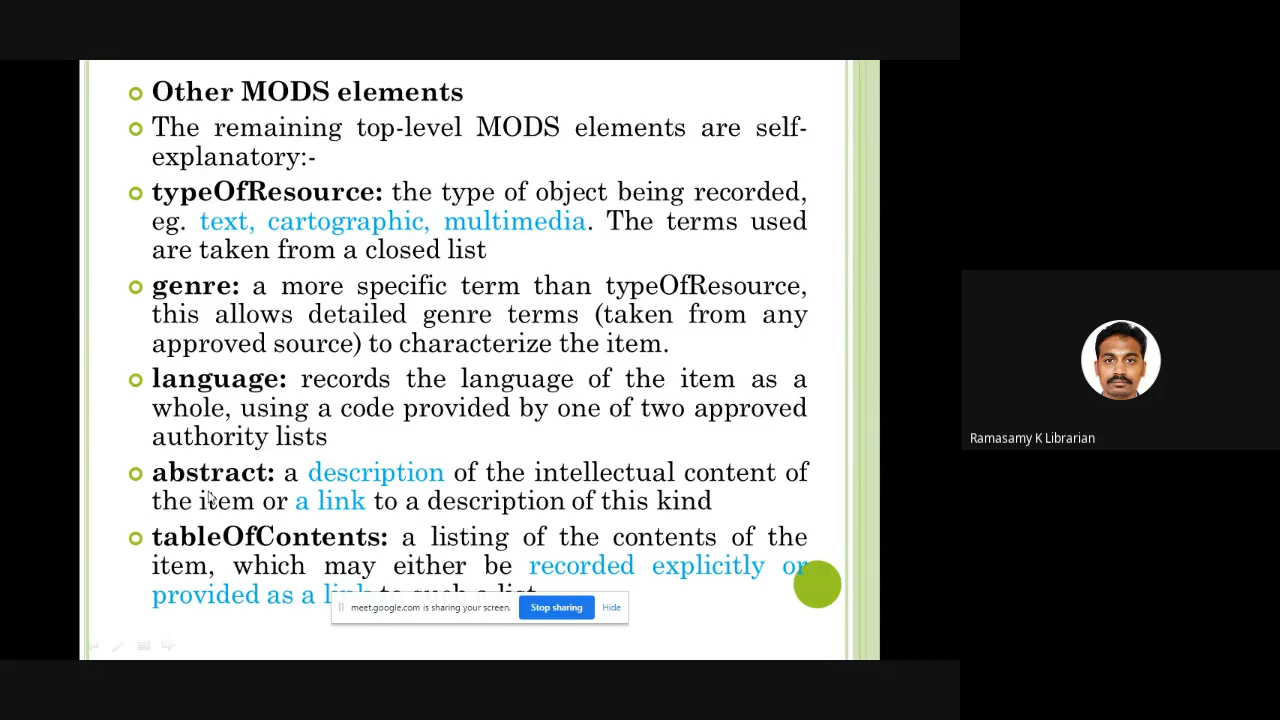 Other MODS elements
The remaining top-level MODS elements are self-
explanatory:-
typeOfResource: the type of object being recorded,
eg. text, cartographic, multimedia. The terms used
are taken from a closed list
genre: a more specific term than typeOfResource,
this allows detailed genre terms (taken from any
approved source) to characterize the item.
language: records the language of the item as a
whole, using a code provided by one of two approved
authority lists
abstract: a description of the intellectual content of
the item or a link to a description of this kind
tableOfContents: a listing of the contents of the
item, which may either be recorded explicitly or
provided as a link to such a list
meet.google.com is sharing your screen. Stop sharing Hide
Ramasamy K Librarian